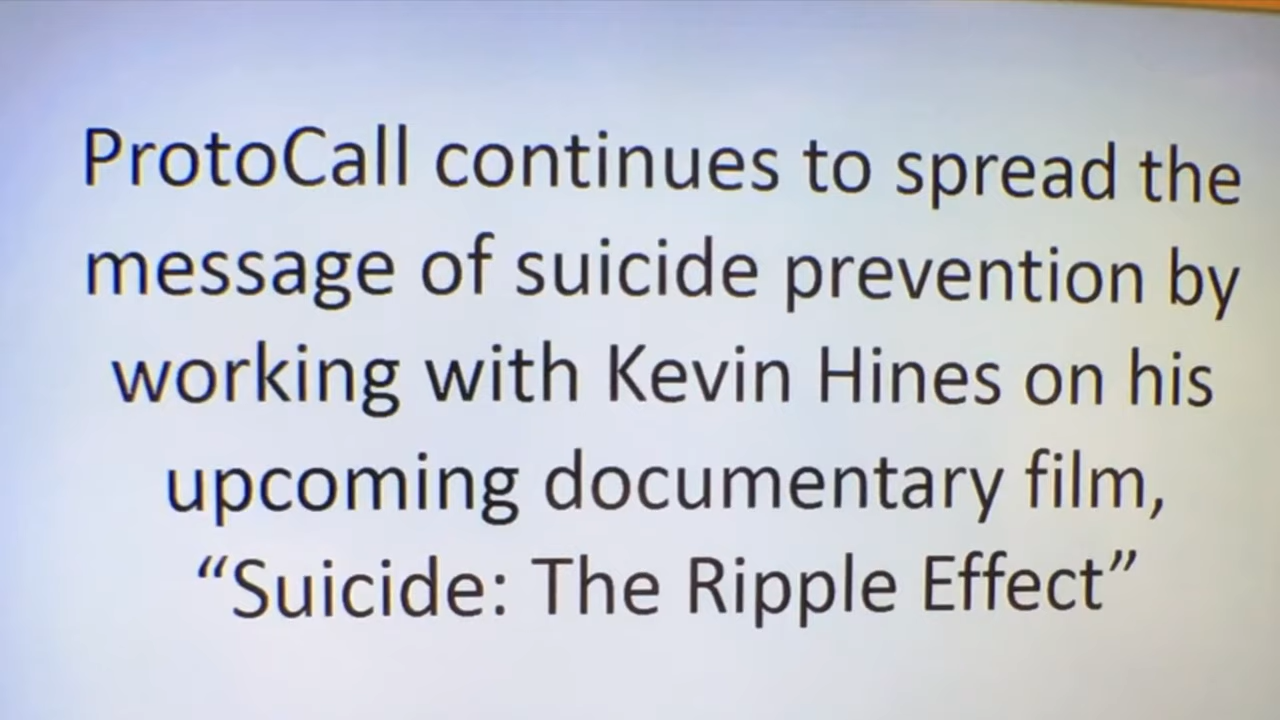 ProtoCall continues to spread the
message of suicide prevention by
working with Kevin Hines on his
upcoming documentary film,
“Suicide: The Ripple Effect”